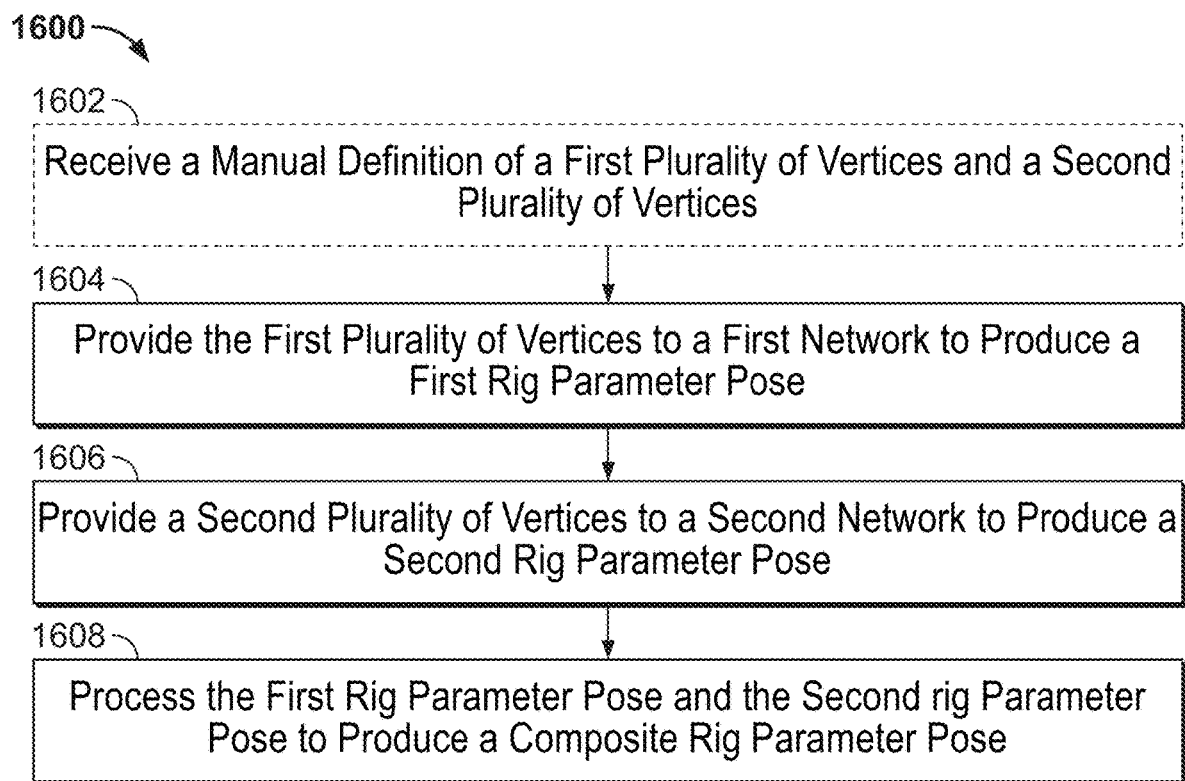 1600
1602
Receive a Manual Definition of a First Plurality of Vertices and a Second
Plurality of Vertices
1604
Provide the First Plurality of Vertices to a First Network to Produce a
First Rig Parameter Pose
1606
Provide a Second Plurality of Vertices to a Second Network to Produce a
Second Rig Parameter Pose
1608
Process the First Rig Parameter Pose and the Second rig Parameter
Pose to Produce a Composite Rig Parameter Pose